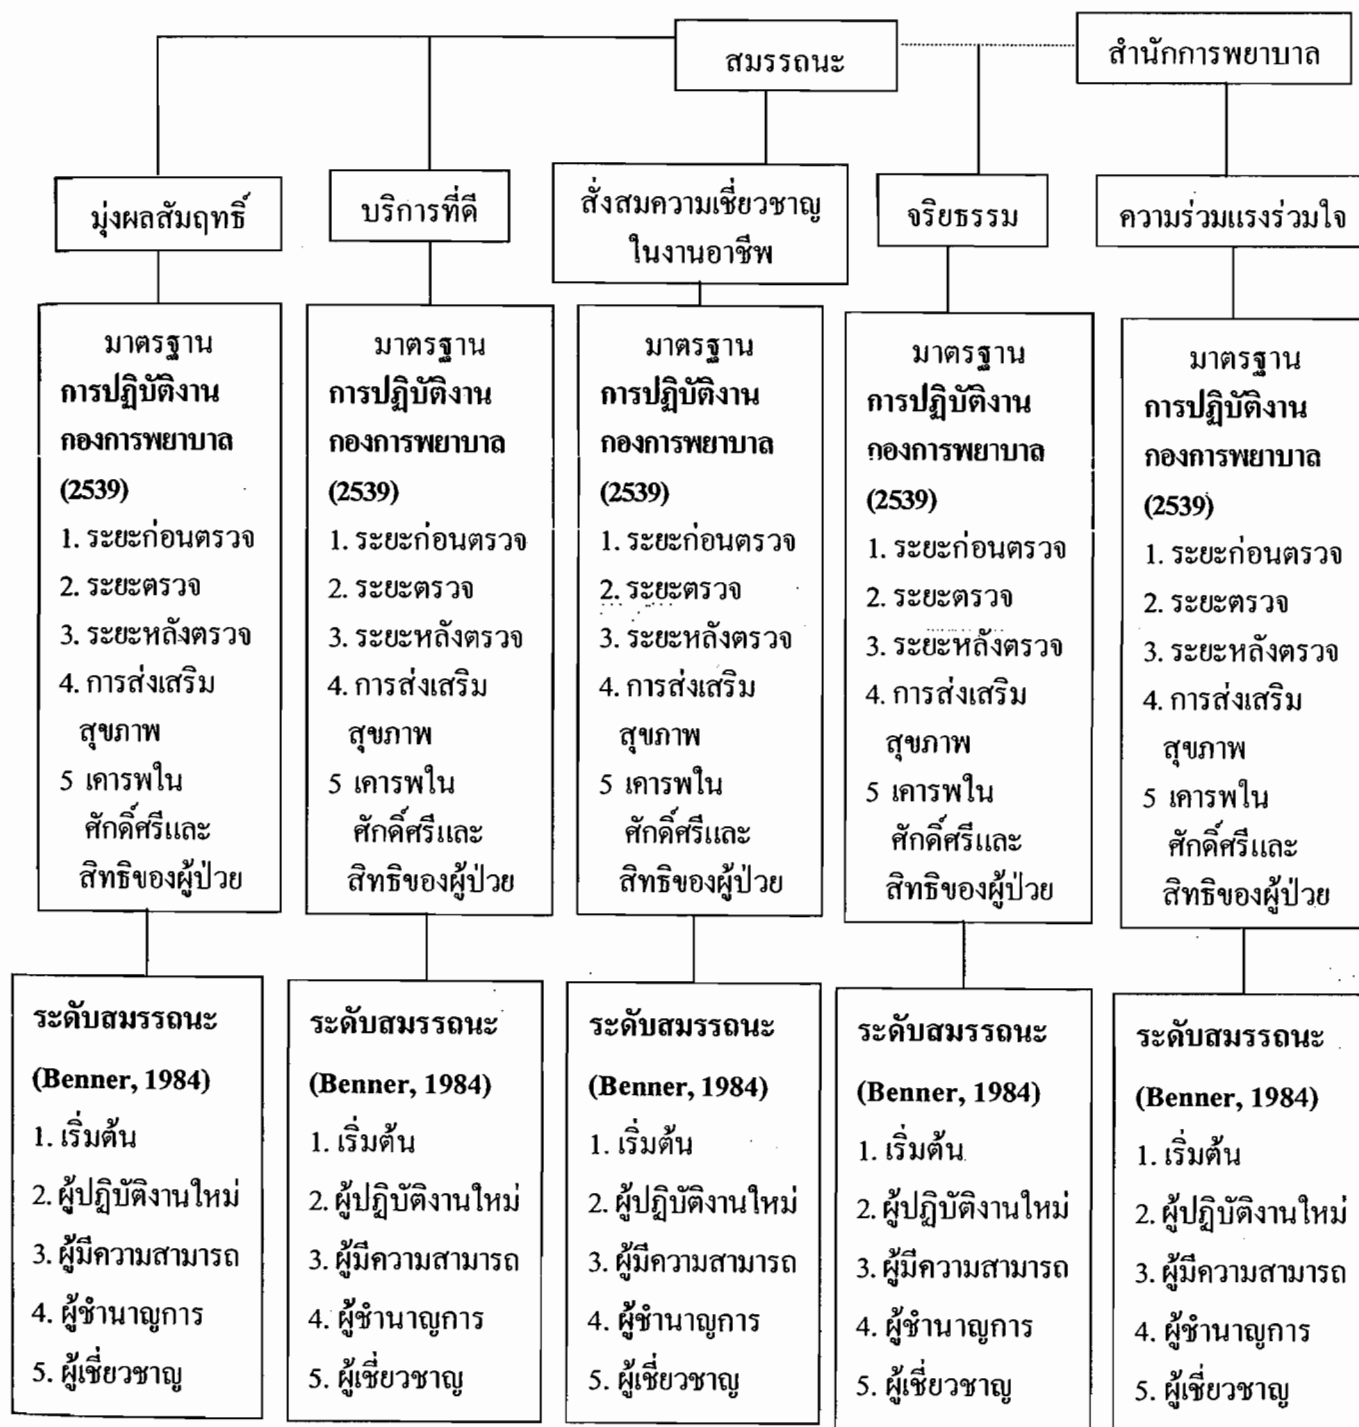 สมรรถนะ
สำนักการพยาบาล
มุ่งผลสัมฤทธิ์
บริการที่ดี
สั่งสมความเชี่ยวชาญ
ในงานอาชีพ
จริยธรรม
ความร่วมแรงร่วมใจ
มาตรฐาน
การปฏิบัติงาน
กองการพยาบาล
(2539)
1. ระยะก่อนตรวจ
2. ระยะตรวจ
3. ระยะหลังตรวจ
4. การส่งเสริม
สุขภาพ
5 เคารพใน
ศักดิ์ศรีและ
สิทธิของผู้ป่วย
มาตรฐาน
การปฏิบัติงาน
กองการพยาบาล
(2539)
1. ระยะก่อนตรวจ
2. ระยะตรวจ
3. ระยะหลังตรวจ
4. การส่งเสริม
สุขภาพ
5 เคารพใน
ศักดิ์ศรีและ
สิทธิของผู้ป่วย
มาตรฐาน
การปฏิบัติงาน
กองการพยาบาล
(2539)
1. ระยะก่อนตรวจ
2. ระยะตรวจ
3. ระยะหลังตรวจ
4. การส่งเสริม
สุขภาพ
5 เคารพใน
ศักดิ์ศรีและ
สิทธิของผู้ป่วย
มาตรฐาน
การปฏิบัติงาน
กองการพยาบาล
(2539)
1. ระยะก่อนตรวจ
2. ระยะตรวจ
3. ระยะหลังตรวจ
4. การส่งเสริม
สุขภาพ
5 เคารพใน
ศักดิ์ศรีและ
สิทธิของผู้ป่วย
มาตรฐาน
การปฏิบัติงาน
กองการพยาบาล
(2539)
1. ระยะก่อนตรวจ
2. ระยะตรวจ
3. ระยะหลังตรวจ
4. การส่งเสริม
สุขภาพ
5 เคารพใน
ศักดิ์ศรีและ
สิทธิของผู้ป่วย
ระดับสมรรถนะ
(Benner, 1984)
1. เริ่มต้น
2. ผู้ปฏิบัติงานใหม่
3. ผู้มีความสามารถ
4. ผู้ชำนาญการ
5. ผู้เชี่ยวชาญ
ระดับสมรรถนะ
(Benner, 1984)
1. เริ่มต้น
2. ผู้ปฏิบัติงานใหม่
3. ผู้มีความสามารถ
4. ผู้ชำนาญการ
5. ผู้เชี่ยวชาญ
ระดับสมรรถนะ
(Benner, 1984)
1. เริ่มต้น
2. ผู้ปฏิบัติงานใหม่
3. ผู้มีความสามารถ
4. ผู้ชำนาญการ
5. ผู้เชี่ยวชาญ
ระดับสมรรถนะ
(Benner, 1984)
1. เริ่มต้น
2. ผู้ปฏิบัติงานใหม่
3. ผู้มีความสามารถ
4. ผู้ชำนาญการ
5. ผู้เชี่ยวชาญ
ระดับสมรรถนะ
(Benner, 1984)
1. เริ่มต้น
2. ผู้ปฏิบัติงานใหม่
3. ผู้มีความสามารถ
4. ผู้ชำนาญการ
5. ผู้เชี่ยวชาญ